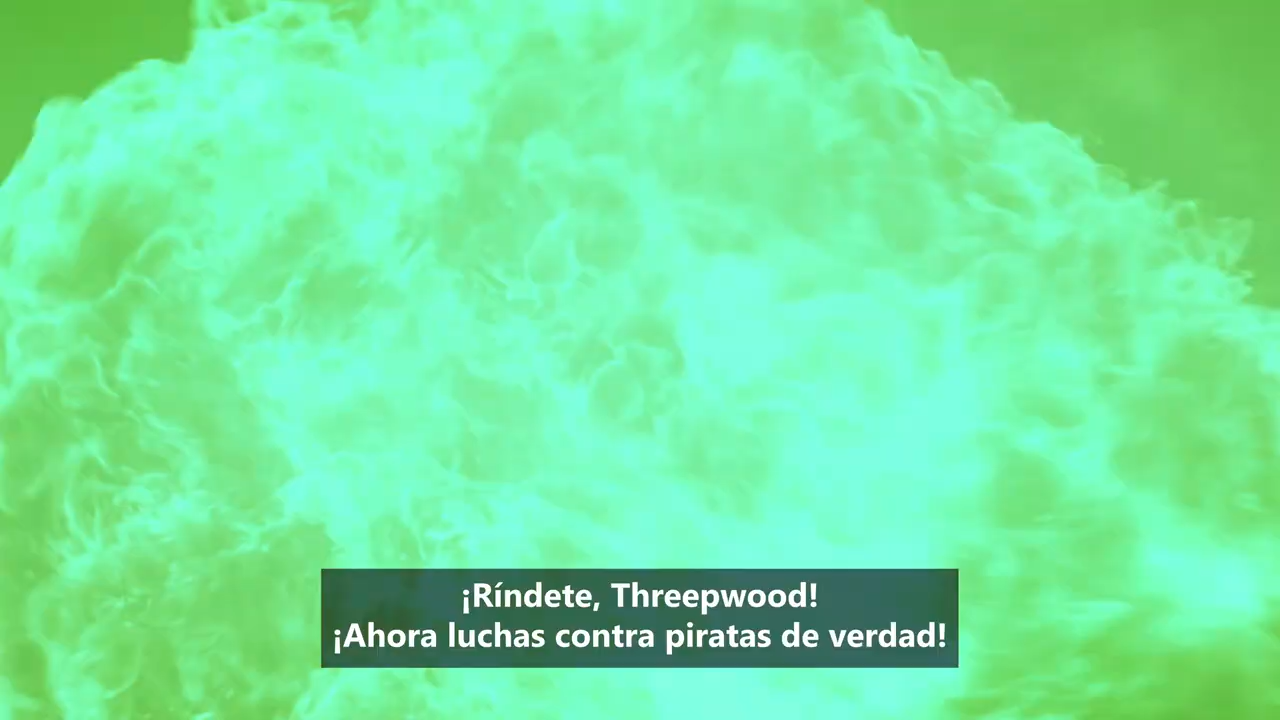 ¡Ríndete, Threepwood!
¡Ahora luchas contra piratas de verdad!